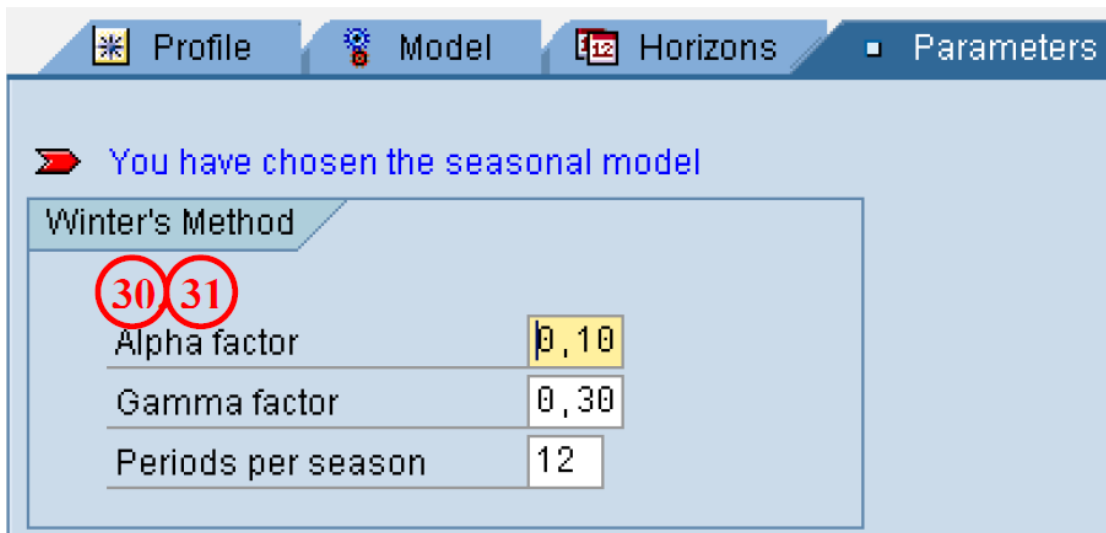 Profile Model Horizons Parameters
You have chosen the seasonal model
Winter's Method
30, 31
Alpha factor 0,10
Gamma factor 0,30
Periods per season 12